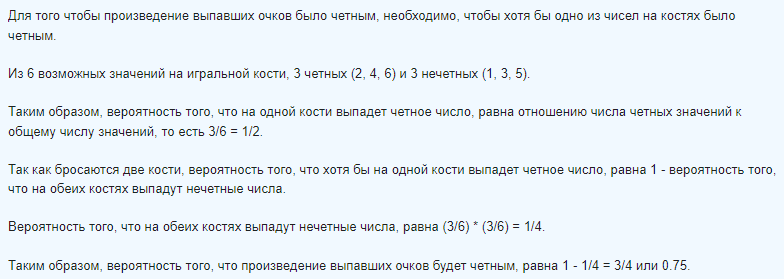 Для того чтобы произведение выпавших очков было четным, необходимо, чтобы хотя бы одно из чисел на костях было
четным.
Из 6 возможных значений на игральной кости, 3 четных (2, 4, 6) и 3 нечетных (1, 3, 5).
Таким образом, вероятность того, что на одной кости выпадет четное число, равна отношению числа четных значений к
общему числу значений, то есть 3/6 = 1/2.
Так как бросаются две кости, вероятность того, что хотя бы на одной кости выпадет четное число, равна 1 - вероятность того,
что на обеих костях выпадут нечетные числа.
Вероятность того, что на обеих костях выпадут нечетные числа, равна (3/6) * (3/6) = 1/4.
Таким образом, вероятность того, что произведение выпавших очков будет четным, равна 1 - 1/4 = 3/4 или 0.75.